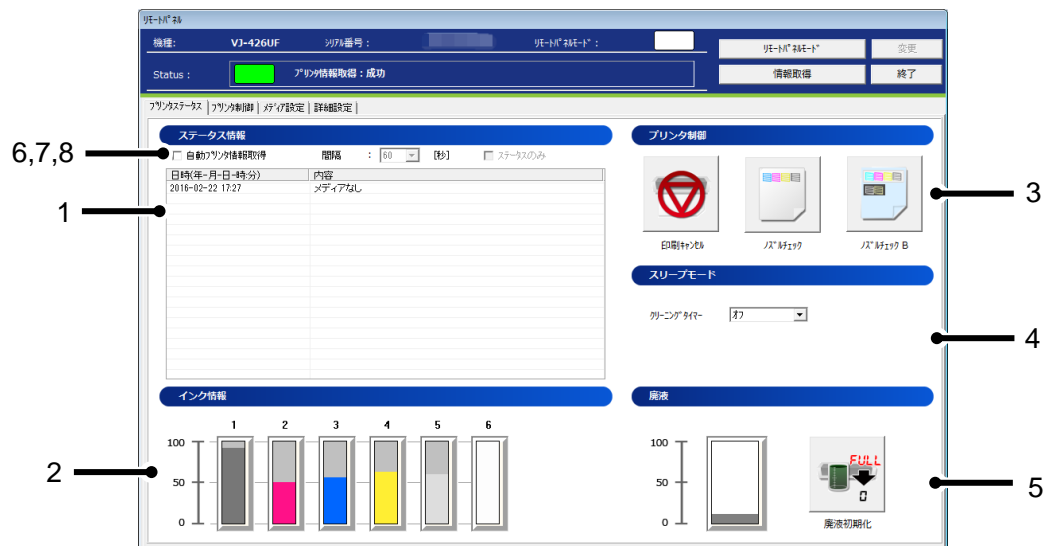 ﾘﾓｰﾄﾊﾟﾈﾙ
機種: VJ-426UF ｼﾘｱﾙ番号： ﾘﾓｰﾄﾊﾟﾈﾙﾓｰﾄﾞ：
ﾘﾓｰﾄﾊﾟﾈﾙﾓｰﾄﾞ 変更
Status： ﾌﾟﾘﾝﾀ情報取得：成功
情報取得 終了
ﾌﾟﾘﾝﾀｽﾃｰﾀｽ ﾌﾟﾘﾝﾀ制御 ﾒﾃﾞｨｱ設定 詳細設定
ステータス情報
6,7,8
自動ﾌﾟﾘﾝﾀ情報取得 間隔 ： 60 [秒] ｽﾃｰﾀｽのみ
日時(年-月-日-時:分) 内容
2016-02-22 17:27 メディアなし
1
プリンタ制御
3
印刷ｷｬﾝｾﾙ ﾉｽﾞﾙﾁｪｯｸ ﾉｽﾞﾙﾁｪｯｸ B
スリープモード
ｸﾘｰﾆﾝｸﾞﾀｲﾏｰ ｵﾌ
4
インク情報
1 2 3 4 5 6
100
50
0
2
廃液
100
50
0
FULL
0
廃液初期化
5